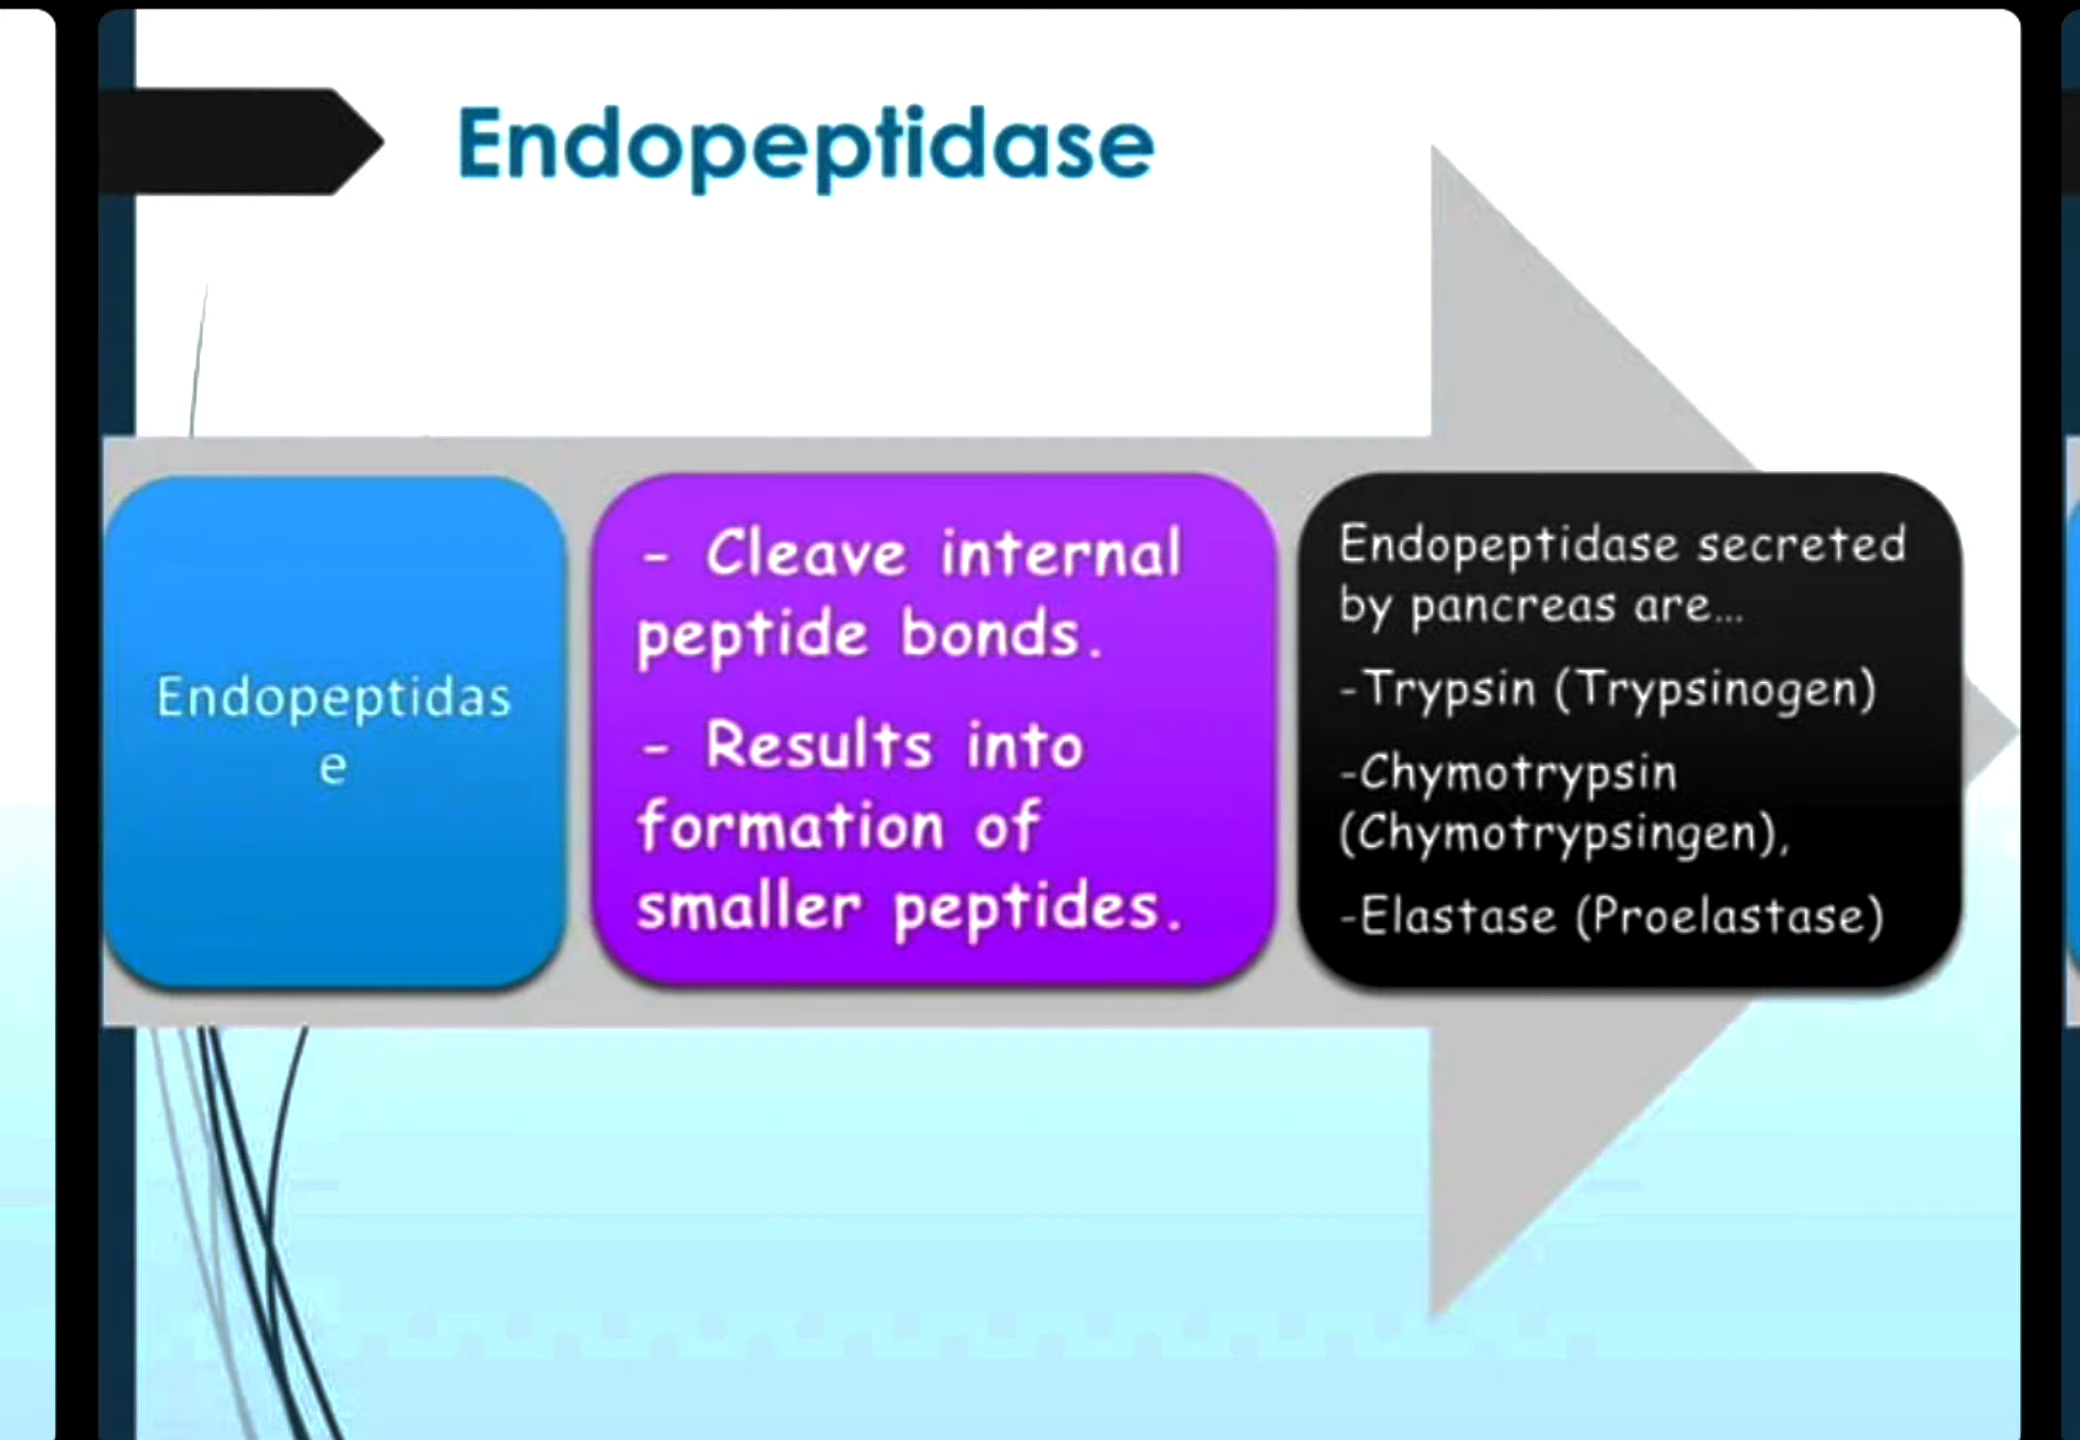 Endopeptidase
Endopeptidas
e
- Cleave internal
peptide bonds.
- Results into
formation of
smaller peptides.
Endopeptidase secreted
by pancreas are...
-Trypsin (Trypsinogen)
-Chymotrypsin
(Chymotrypsingen),
-Elastase (Proelastase)